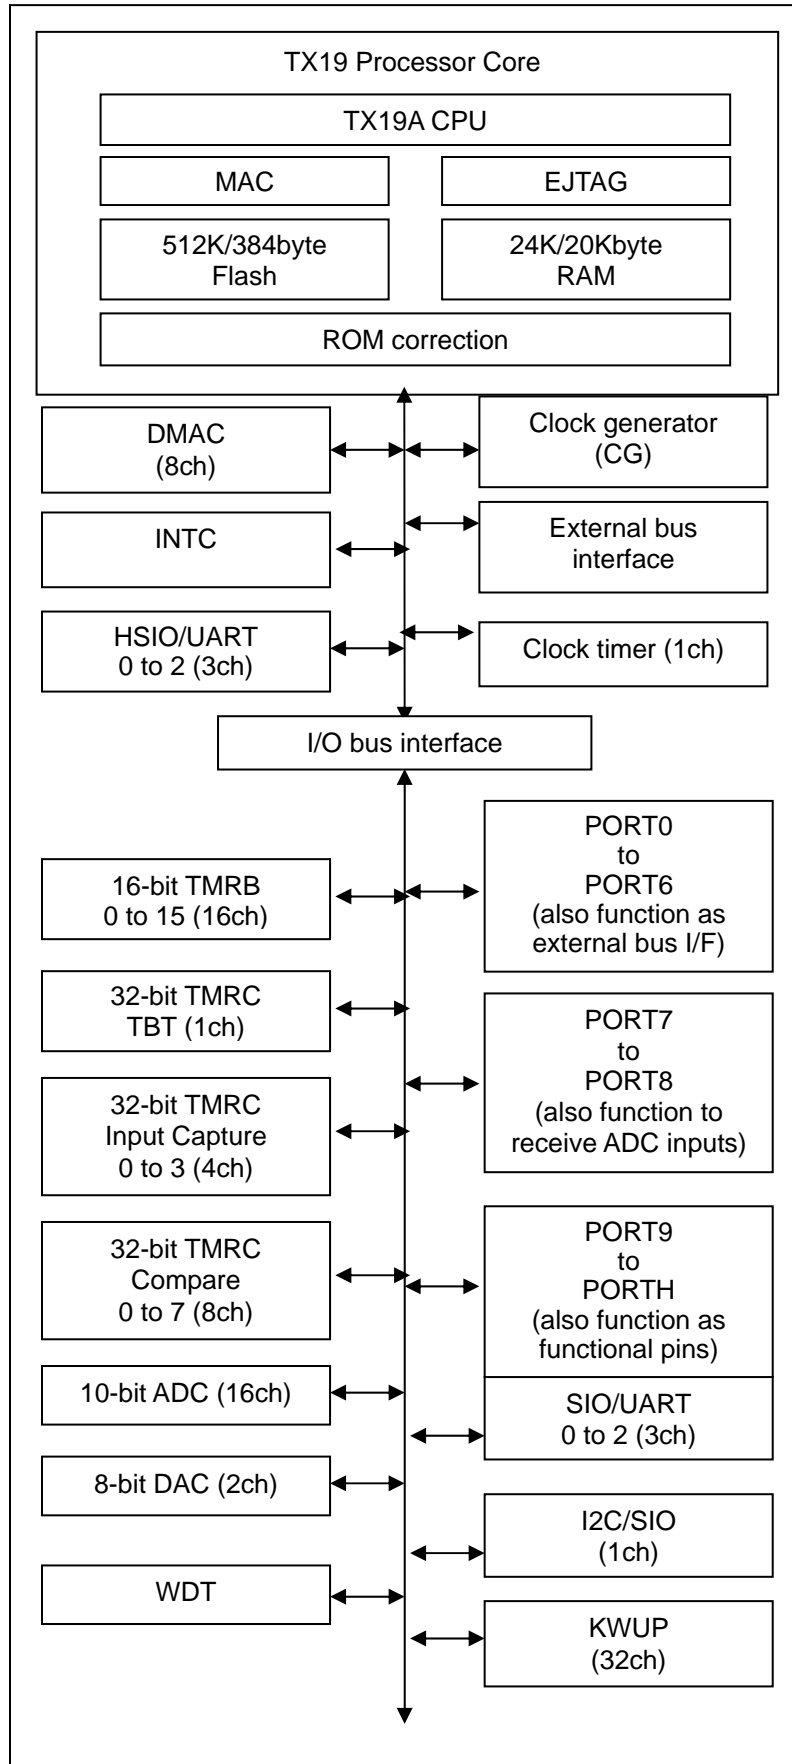 TX19 Processor Core
TX19A CPU
MAC
EJTAG
512K/384byte
Flash
24K/20Kbyte
RAM
ROM correction
DMAC
(8ch)
Clock generator
(CG)
INTC
External bus
interface
HSIO/UART
0 to 2 (3ch)
Clock timer (1ch)
I/O bus interface
16-bit TMRB
0 to 15 (16ch)
PORT0
to
PORT6
(also function as
external bus I/F)
32-bit TMRC
TBT (1ch)
PORT7
to
PORT8
(also function to
receive ADC inputs)
32-bit TMRC
Input Capture
0 to 3 (4ch)
32-bit TMRC
Compare
0 to 7 (8ch)
PORT9
to
PORTH
(also function as
functional pins)
10-bit ADC (16ch)
SIO/UART
0 to 2 (3ch)
8-bit DAC (2ch)
I2C/SIO
(1ch)
WDT
KWUP
(32ch)